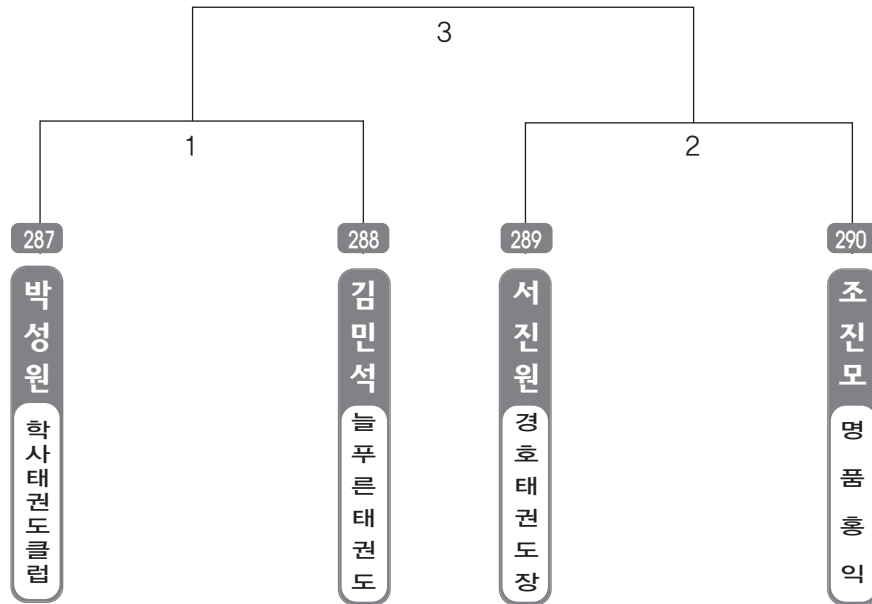 3
1
2
287
288
289
290
박성원
김민석
서진원
조진모
학사태권도클럽
늘푸른태권도
경호태권도장
명품홍익